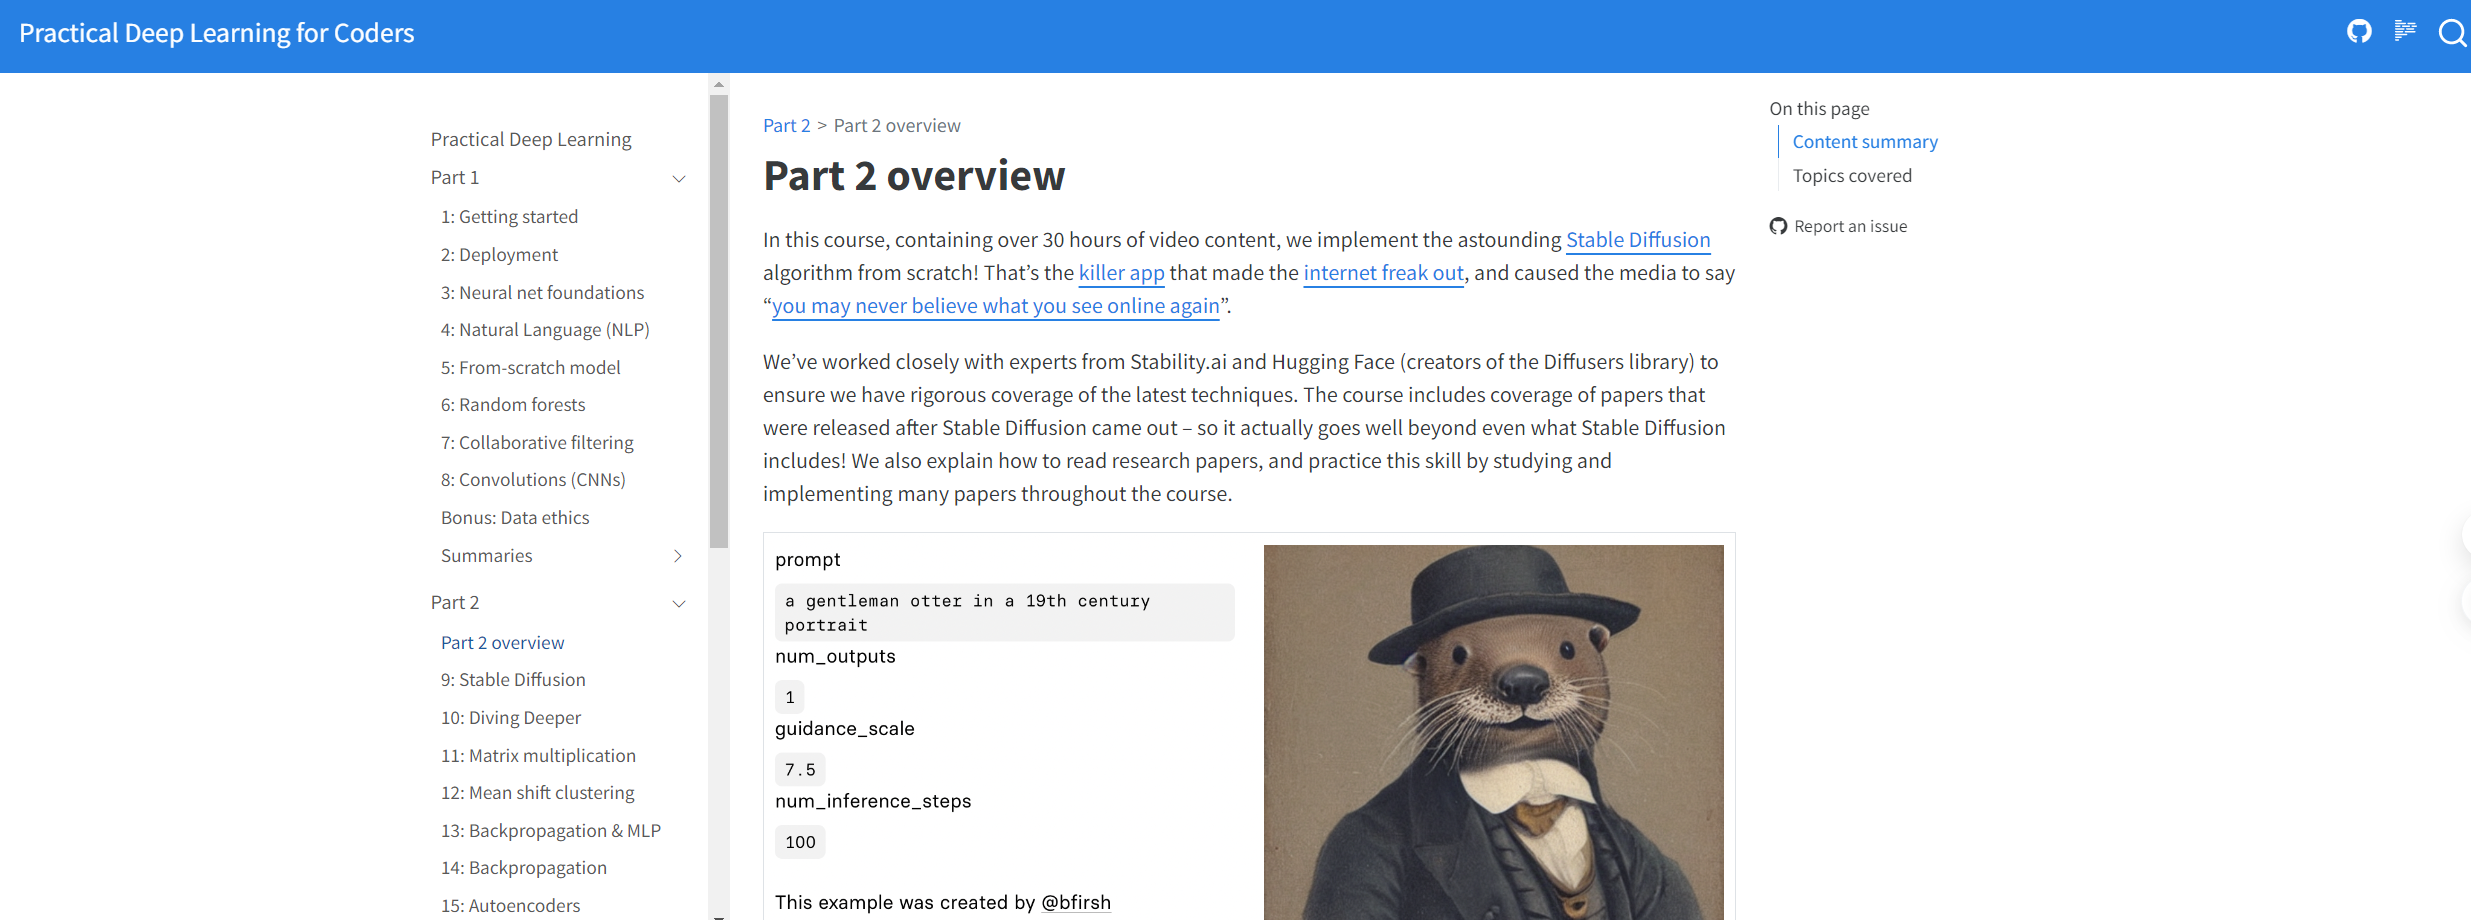 Practical Deep Learning for Coders
Practical Deep Learning
Part 1
1: Getting started
2: Deployment
3: Neural net foundations
4: Natural Language (NLP)
5: From-scratch model
6: Random forests
7: Collaborative filtering
8: Convolutions (CNNs)
Bonus: Data ethics
Summaries
Part 2
Part 2 overview
9: Stable Diffusion
10: Diving Deeper
11: Matrix multiplication
12: Mean shift clustering
13: Backpropagation & MLP
14: Backpropagation
15: Autoencoders
Part 2 > Part 2 overview
Part 2 overview
In this course, containing over 30 hours of video content, we implement the astounding Stable Diffusion
algorithm from scratch! That’s the killer app that made the internet freak out, and caused the media to say
“you may never believe what you see online again”.
We’ve worked closely with experts from Stability.ai and Hugging Face (creators of the Diffusers library) to
ensure we have rigorous coverage of the latest techniques. The course includes coverage of papers that
were released after Stable Diffusion came out – so it actually goes well beyond even what Stable Diffusion
includes! We also explain how to read research papers, and practice this skill by studying and
implementing many papers throughout the course.
prompt
a gentleman otter in a 19th century
portrait
num_outputs
1
guidance_scale
7.5
num_inference_steps
100
This example was created by @bfirsh
On this page
Content summary
Topics covered
Report an issue